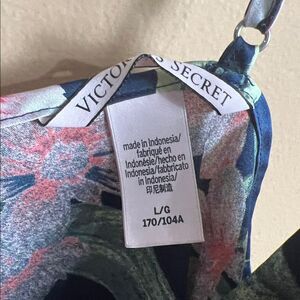 VICTORIA'S SECRET
made in Indonesia/
fabriqué en
Indonésie/hecho en
Indonesia/fabbricato
in Indonesia/
印尼制造
L/G
170/104A